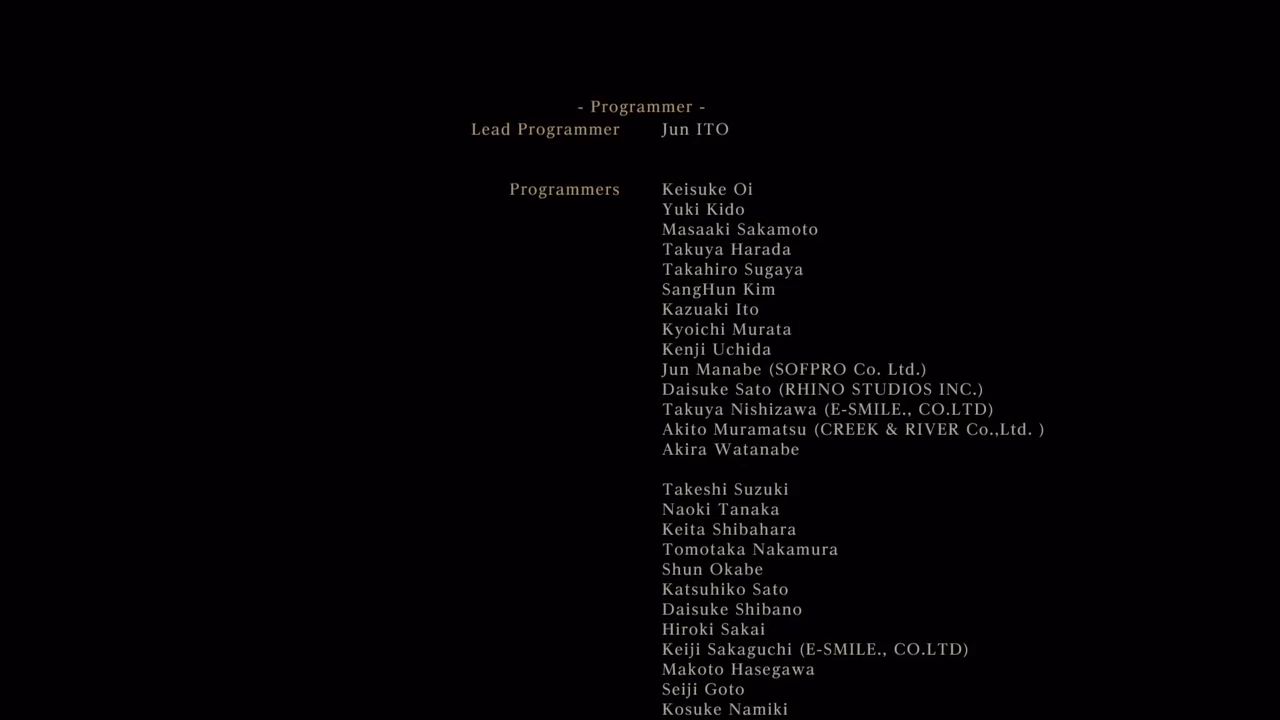 - Programmer -
Lead Programmer Jun ITO
Programmers Keisuke Oi
Yuki Kido
Masaaki Sakamoto
Takuya Harada
Takahiro Sugaya
SangHun Kim
Kazuaki Ito
Kyoichi Murata
Kenji Uchida
Jun Manabe (SOFPRO Co. Ltd.)
Daisuke Sato (RHINO STUDIOS INC.)
Takuya Nishizawa (E-SMILE., CO.LTD)
Akito Muramatsu (CREEK & RIVER Co.,Ltd. )
Akira Watanabe
Takeshi Suzuki
Naoki Tanaka
Keita Shibahara
Tomotaka Nakamura
Shun Okabe
Katsuhiko Sato
Daisuke Shibano
Hiroki Sakai
Keiji Sakaguchi (E-SMILE., CO.LTD)
Makoto Hasegawa
Seiji Goto
Kosuke Namiki